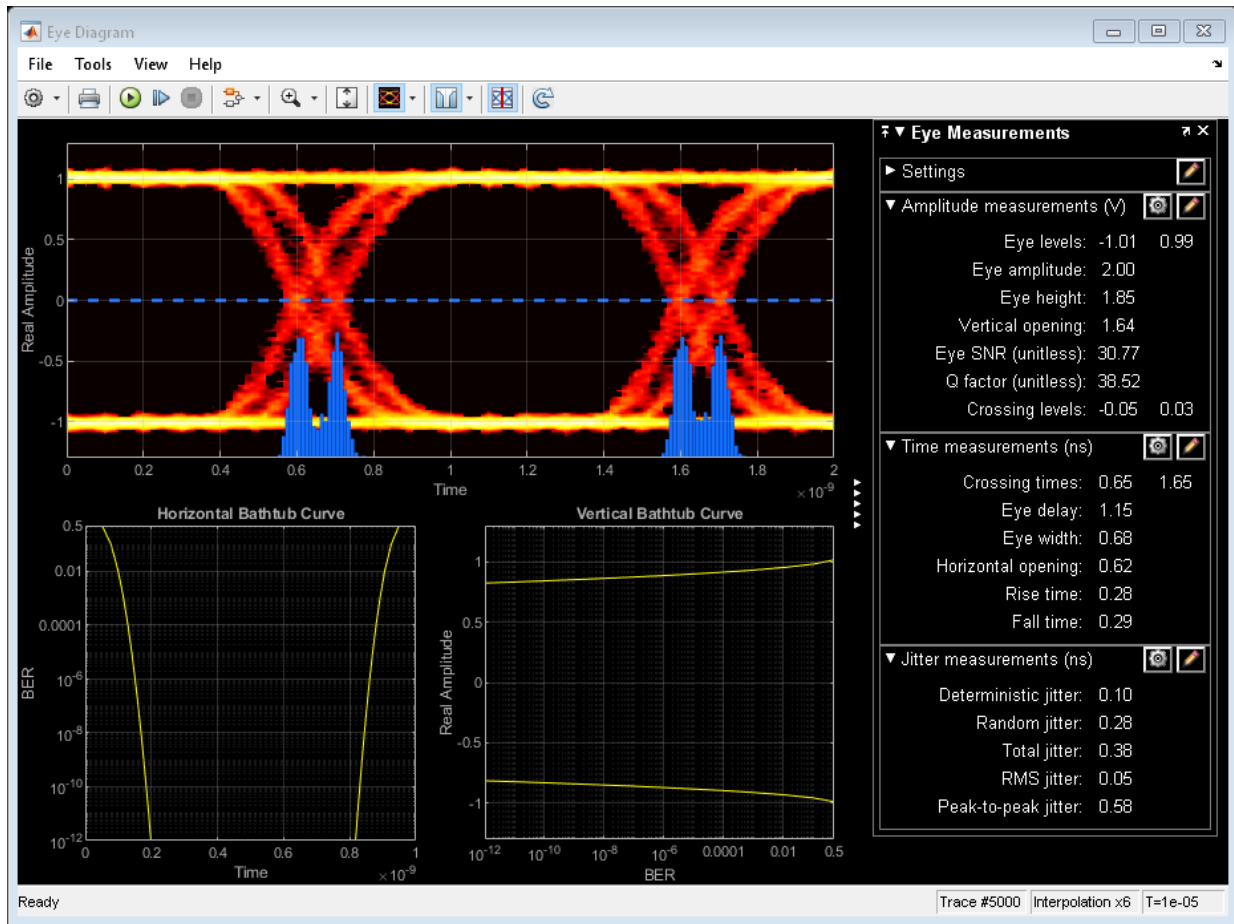 Eye Diagram
File Tools View Help
1
0.5
0
-0.5
-1
Real Amplitude
0 0.2 0.4 0.6 0.8 1 1.2 1.4 1.6 1.8 2
Time
×10⁻⁹
Horizontal Bathtub Curve
0.5
0.01
0.0001
10⁻⁶
10⁻⁸
10⁻¹⁰
10⁻¹²
BER
0 0.2 0.4 0.6 0.8 1
Time
×10⁻⁹
Vertical Bathtub Curve
1
0.5
0
-0.5
-1
Real Amplitude
10⁻¹² 10⁻¹⁰ 10⁻⁸ 10⁻⁶ 0.0001 0.01 0.5
BER
Eye Measurements
Settings
Amplitude measurements (V)
Eye levels: -1.01 0.99
Eye amplitude: 2.00
Eye height: 1.85
Vertical opening: 1.64
Eye SNR (unitless): 30.77
Q factor (unitless): 38.52
Crossing levels: -0.05 0.03
Time measurements (ns)
Crossing times: 0.65 1.65
Eye delay: 1.15
Eye width: 0.68
Horizontal opening: 0.62
Rise time: 0.28
Fall time: 0.29
Jitter measurements (ns)
Deterministic jitter: 0.10
Random jitter: 0.28
Total jitter: 0.38
RMS jitter: 0.05
Peak-to-peak jitter: 0.58
Ready
Trace #5000 Interpolation x6 T=1e-05